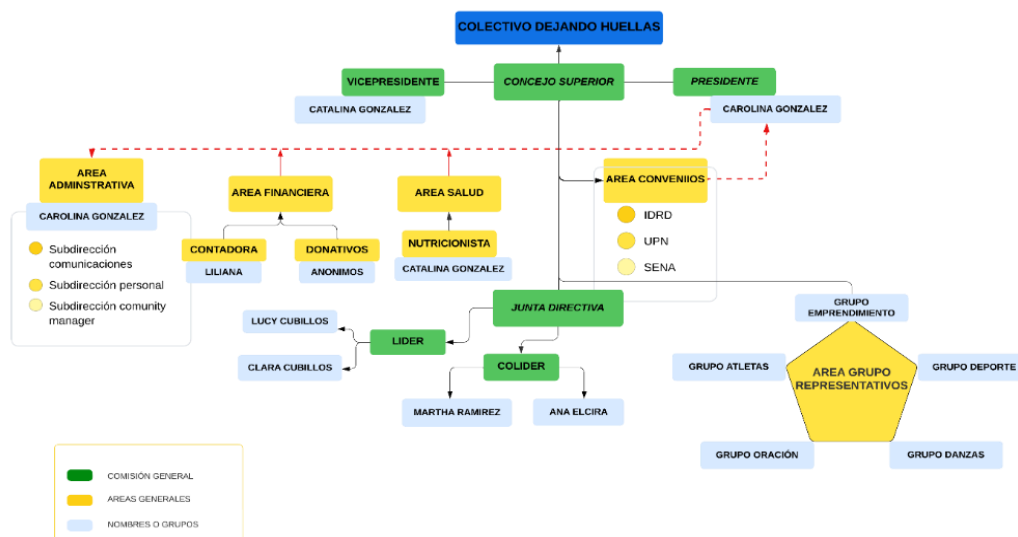 COLECTIVO DEJANDO HUELLAS
VICEPRESIDENTE
CONCEJO SUPERIOR
PRESIDENTE
CATALINA GONZALEZ
CAROLINA GONZALEZ
AREA
ADMINSTRATIVA
AREA FINANCIERA
AREA SALUD
AREA CONVENIIOS
CAROLINA GONZALEZ
Subdirección
comunicaciones
Subdirección personal
Subdirección comunity
manager
CONTADORA
LILIANA
DONATIVOS
ANONIMOS
NUTRICIONISTA
CATALINA GONZALEZ
IDRD
UPN
SENA
JUNTA DIRECTIVA
LUCY CUBILLOS
LIDER
CLARA CUBILLOS
COLIDER
MARTHA RAMIREZ
ANA ELCIRA
GRUPO
EMPRENDIMIENTO
GRUPO ATLETAS
AREA GRUPO
REPRESENTATIVOS
GRUPO DEPORTE
GRUPO ORACIÓN
GRUPO DANZAS
COMISIÓN GENERAL
AREAS GENERALES
NOMBRES O GRUPOS